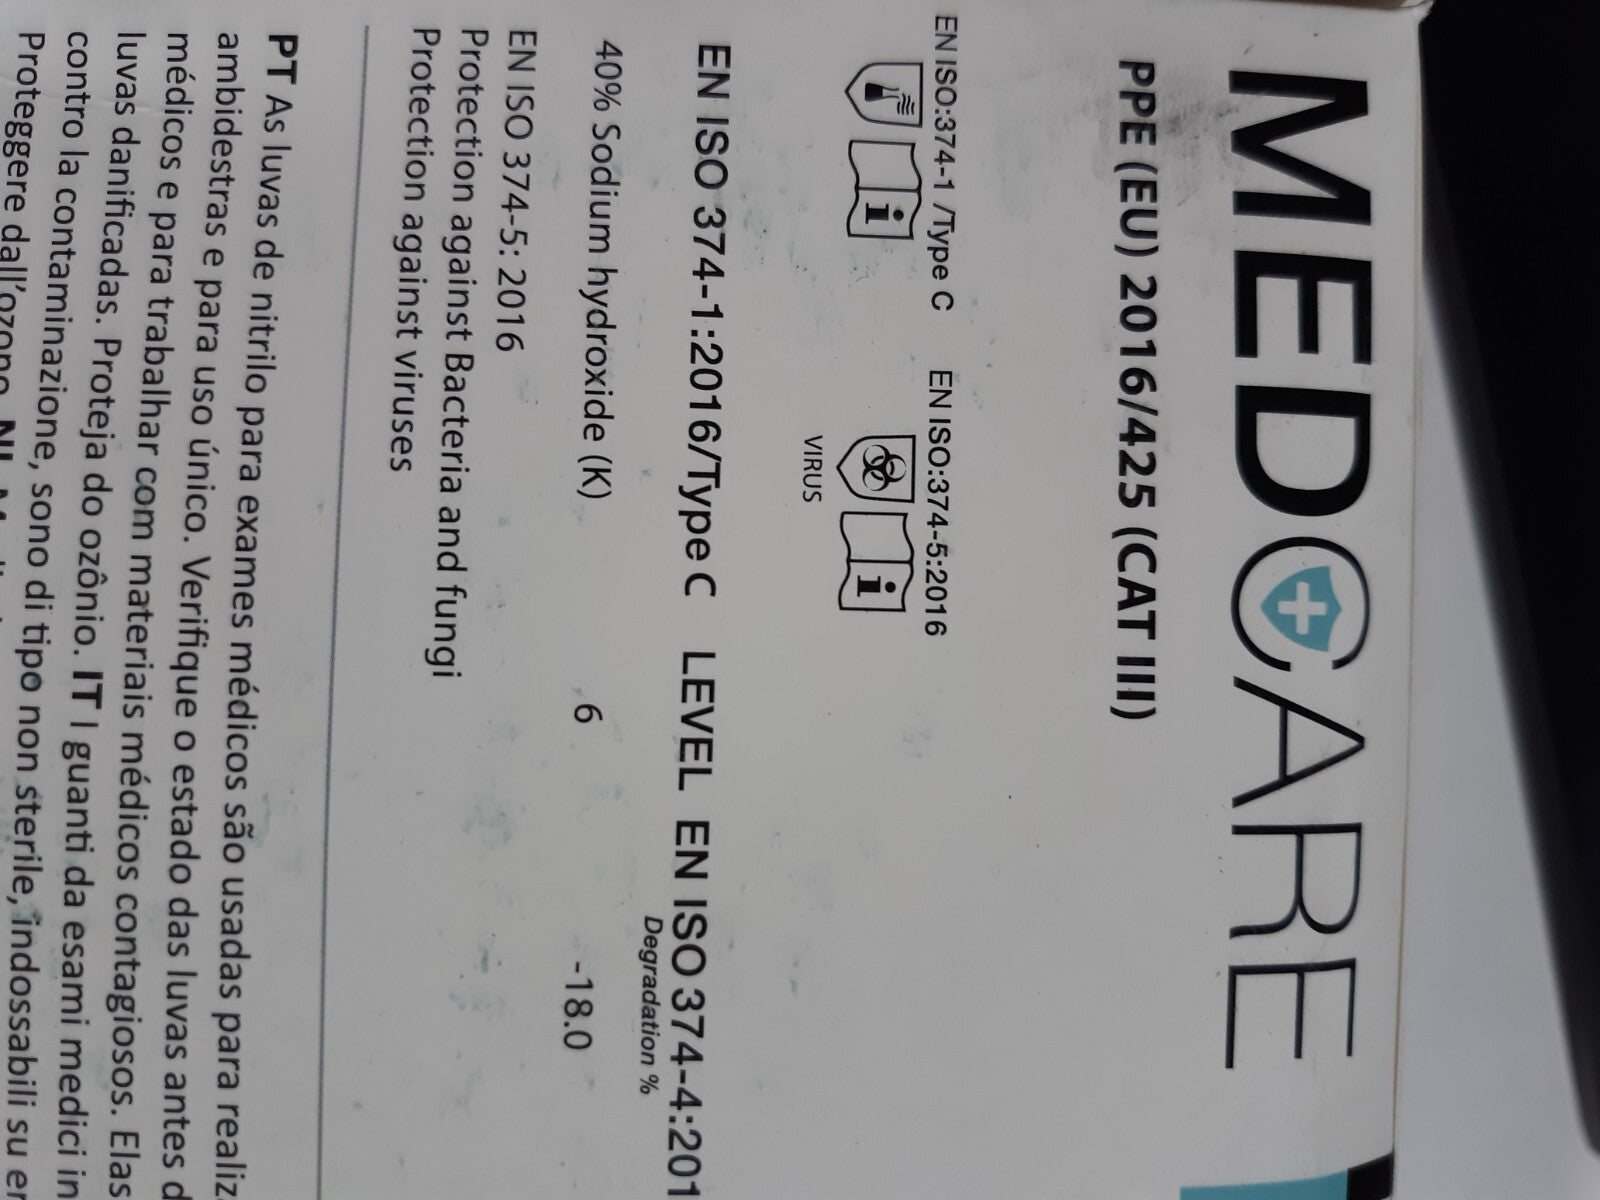 MEDCARE
PPE (EU) 2016/425 (CAT III)
EN ISO:374-1 /Type C
EN ISO:374-5:2016
i
i
VIRUS
EN ISO 374-1:2016/Type C LEVEL EN ISO 374-4:201
Degradation %
40% Sodium hydroxide (K) 6 -18.0
EN ISO 374-5: 2016
Protection against Bacteria and fungi
Protection against viruses
PT As luvas de nitrilo para exames médicos são usadas para realiz
ambidestras e para uso único. Verifique o estado das luvas antes d
médicos e para trabalhar com materiais médicos contagiosos. Elas
luvas danificadas. Proteja do ozônio. IT I guanti da esami medici in
contro la contaminazione, sono di tipo non sterile, indossabili su en
Proteggere dall'ozono.